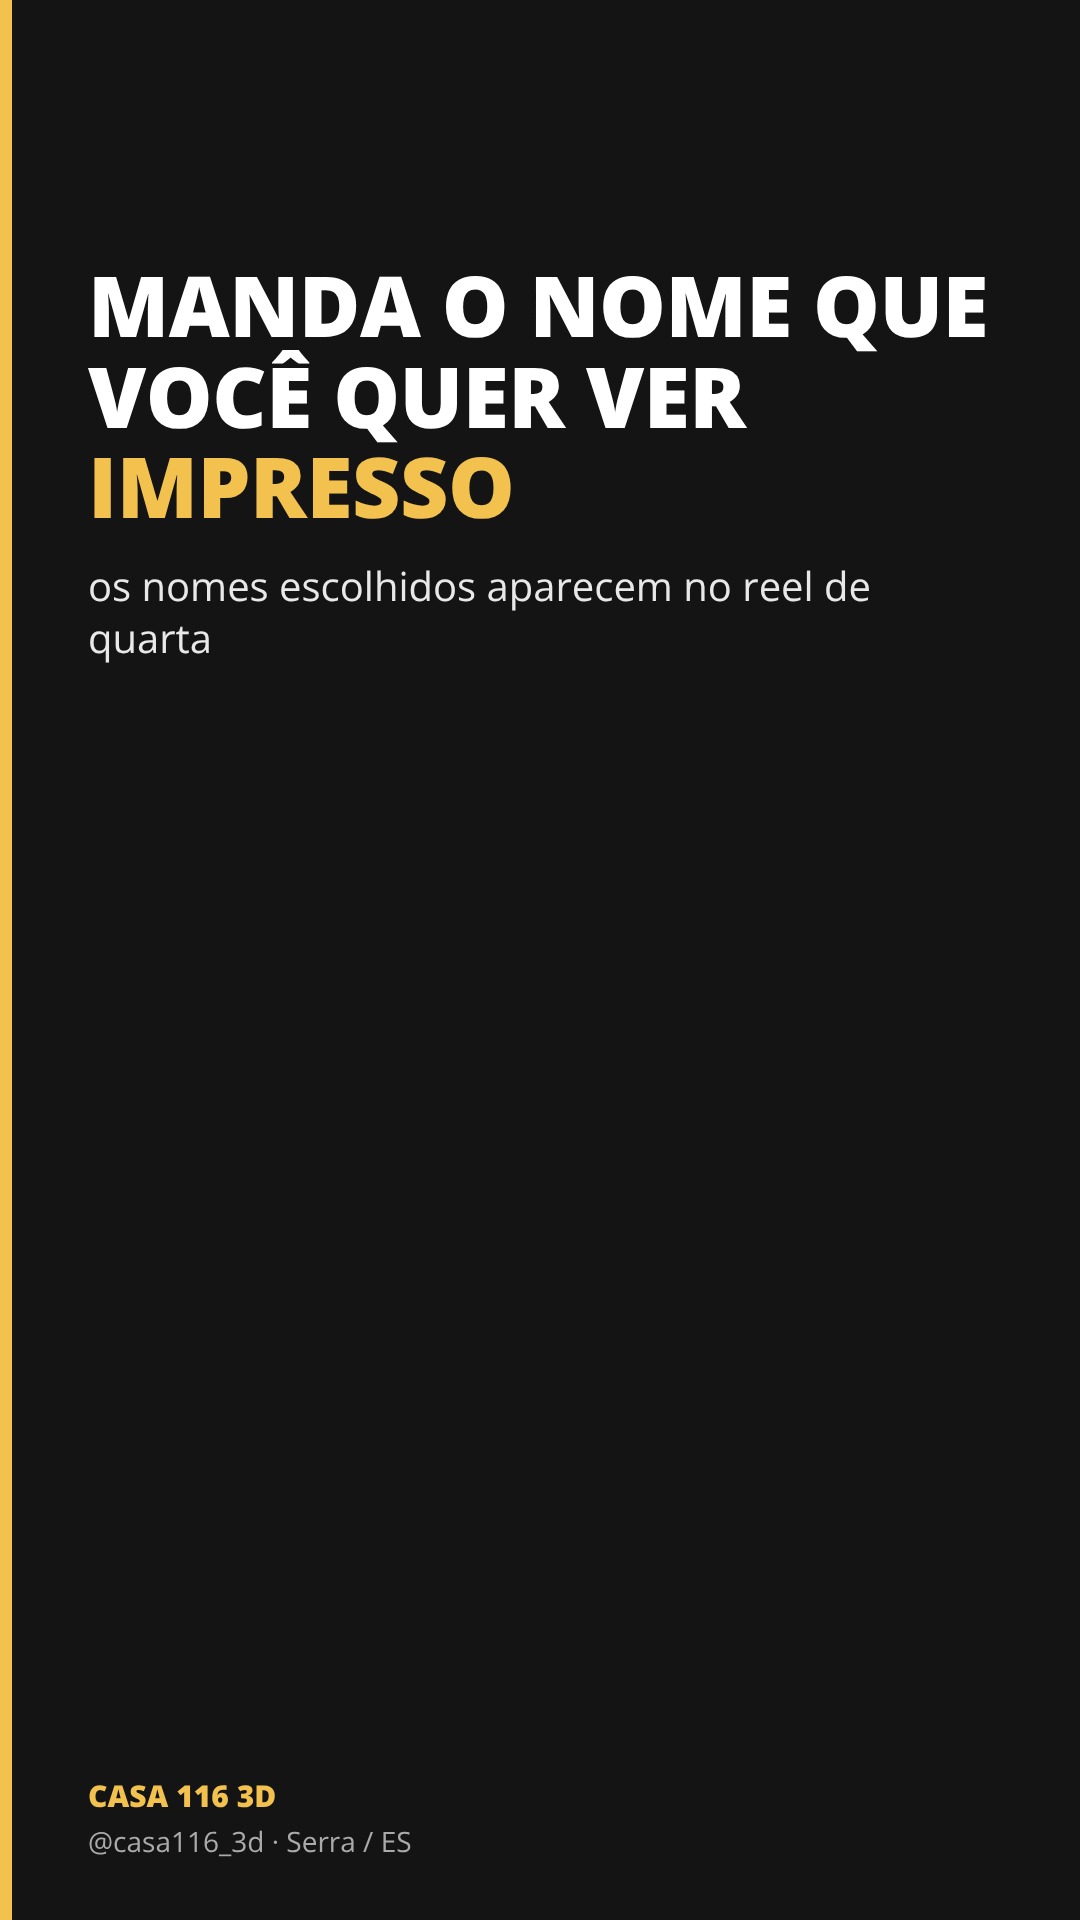 MANDA O NOME QUE
VOCÊ QUER VER
IMPRESSO
os nomes escolhidos aparecem no reel de
quarta
CASA 116 3D
@casa116_3d · Serra / ES